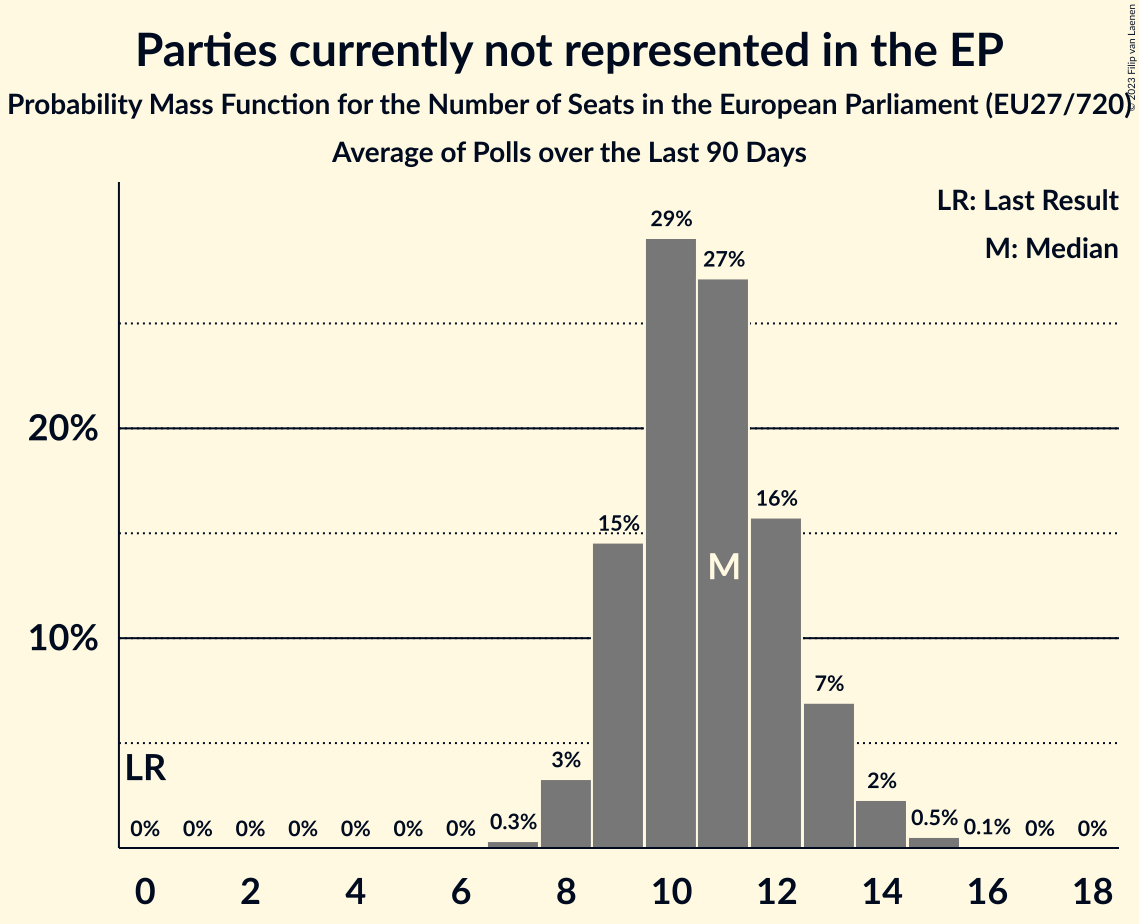 Parties currently not represented in the EP
Probability Mass Function for the Number of Seats in the European Parliament (EU27/720)
Average of Polls over the Last 90 Days
© 2023 Filip van Laenen
LR: Last Result
M: Median
29%
27%
20%
16%
15%
M
10%
7%
LR
3%
2%
0% 0% 0% 0% 0% 0% 0% 0.3% 0.5% 0.1% 0% 0%
0 2 4 6 8 10 12 14 16 18